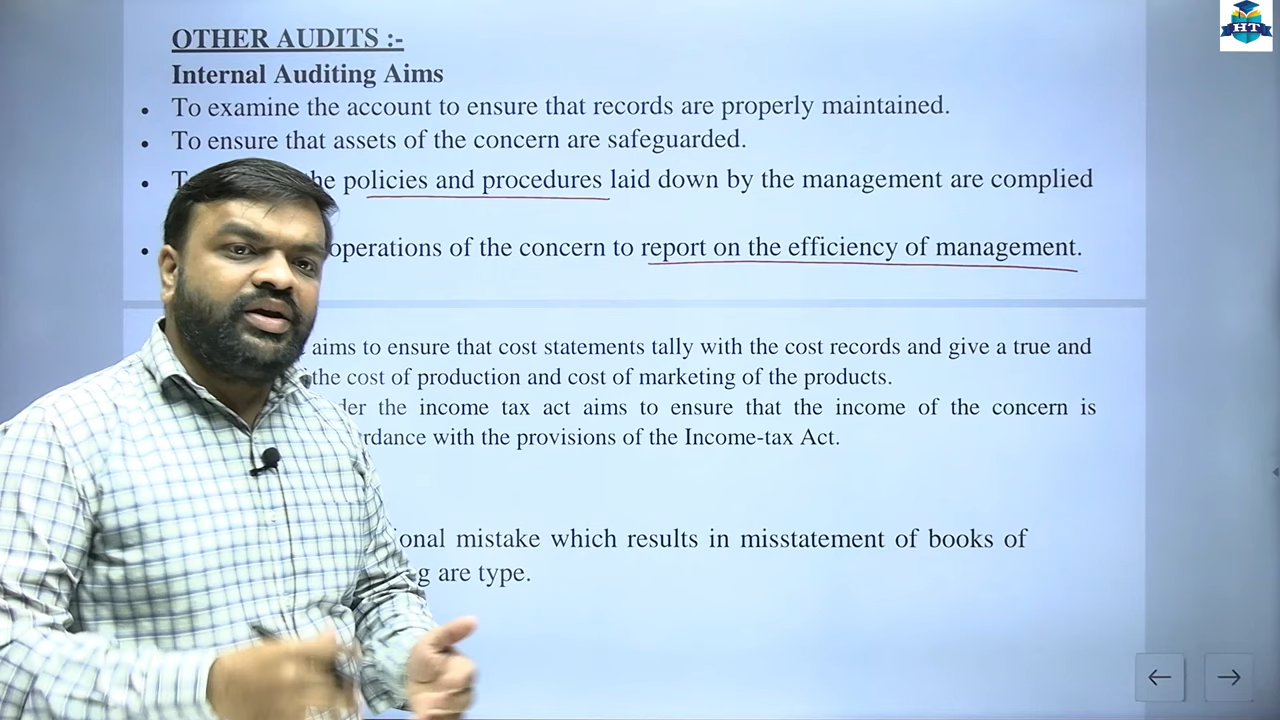 HT
OTHER AUDITS :-
Internal Auditing Aims
• To examine the account to ensure that records are properly maintained.
• To ensure that assets of the concern are safeguarded.
• the policies and procedures laid down by the management are complied
• operations of the concern to report on the efficiency of management.
aims to ensure that cost statements tally with the cost records and give a true and
the cost of production and cost of marketing of the products.
the income tax act aims to ensure that the income of the concern is
with the provisions of the Income-tax Act.
mistake which results in misstatement of books of
are type.